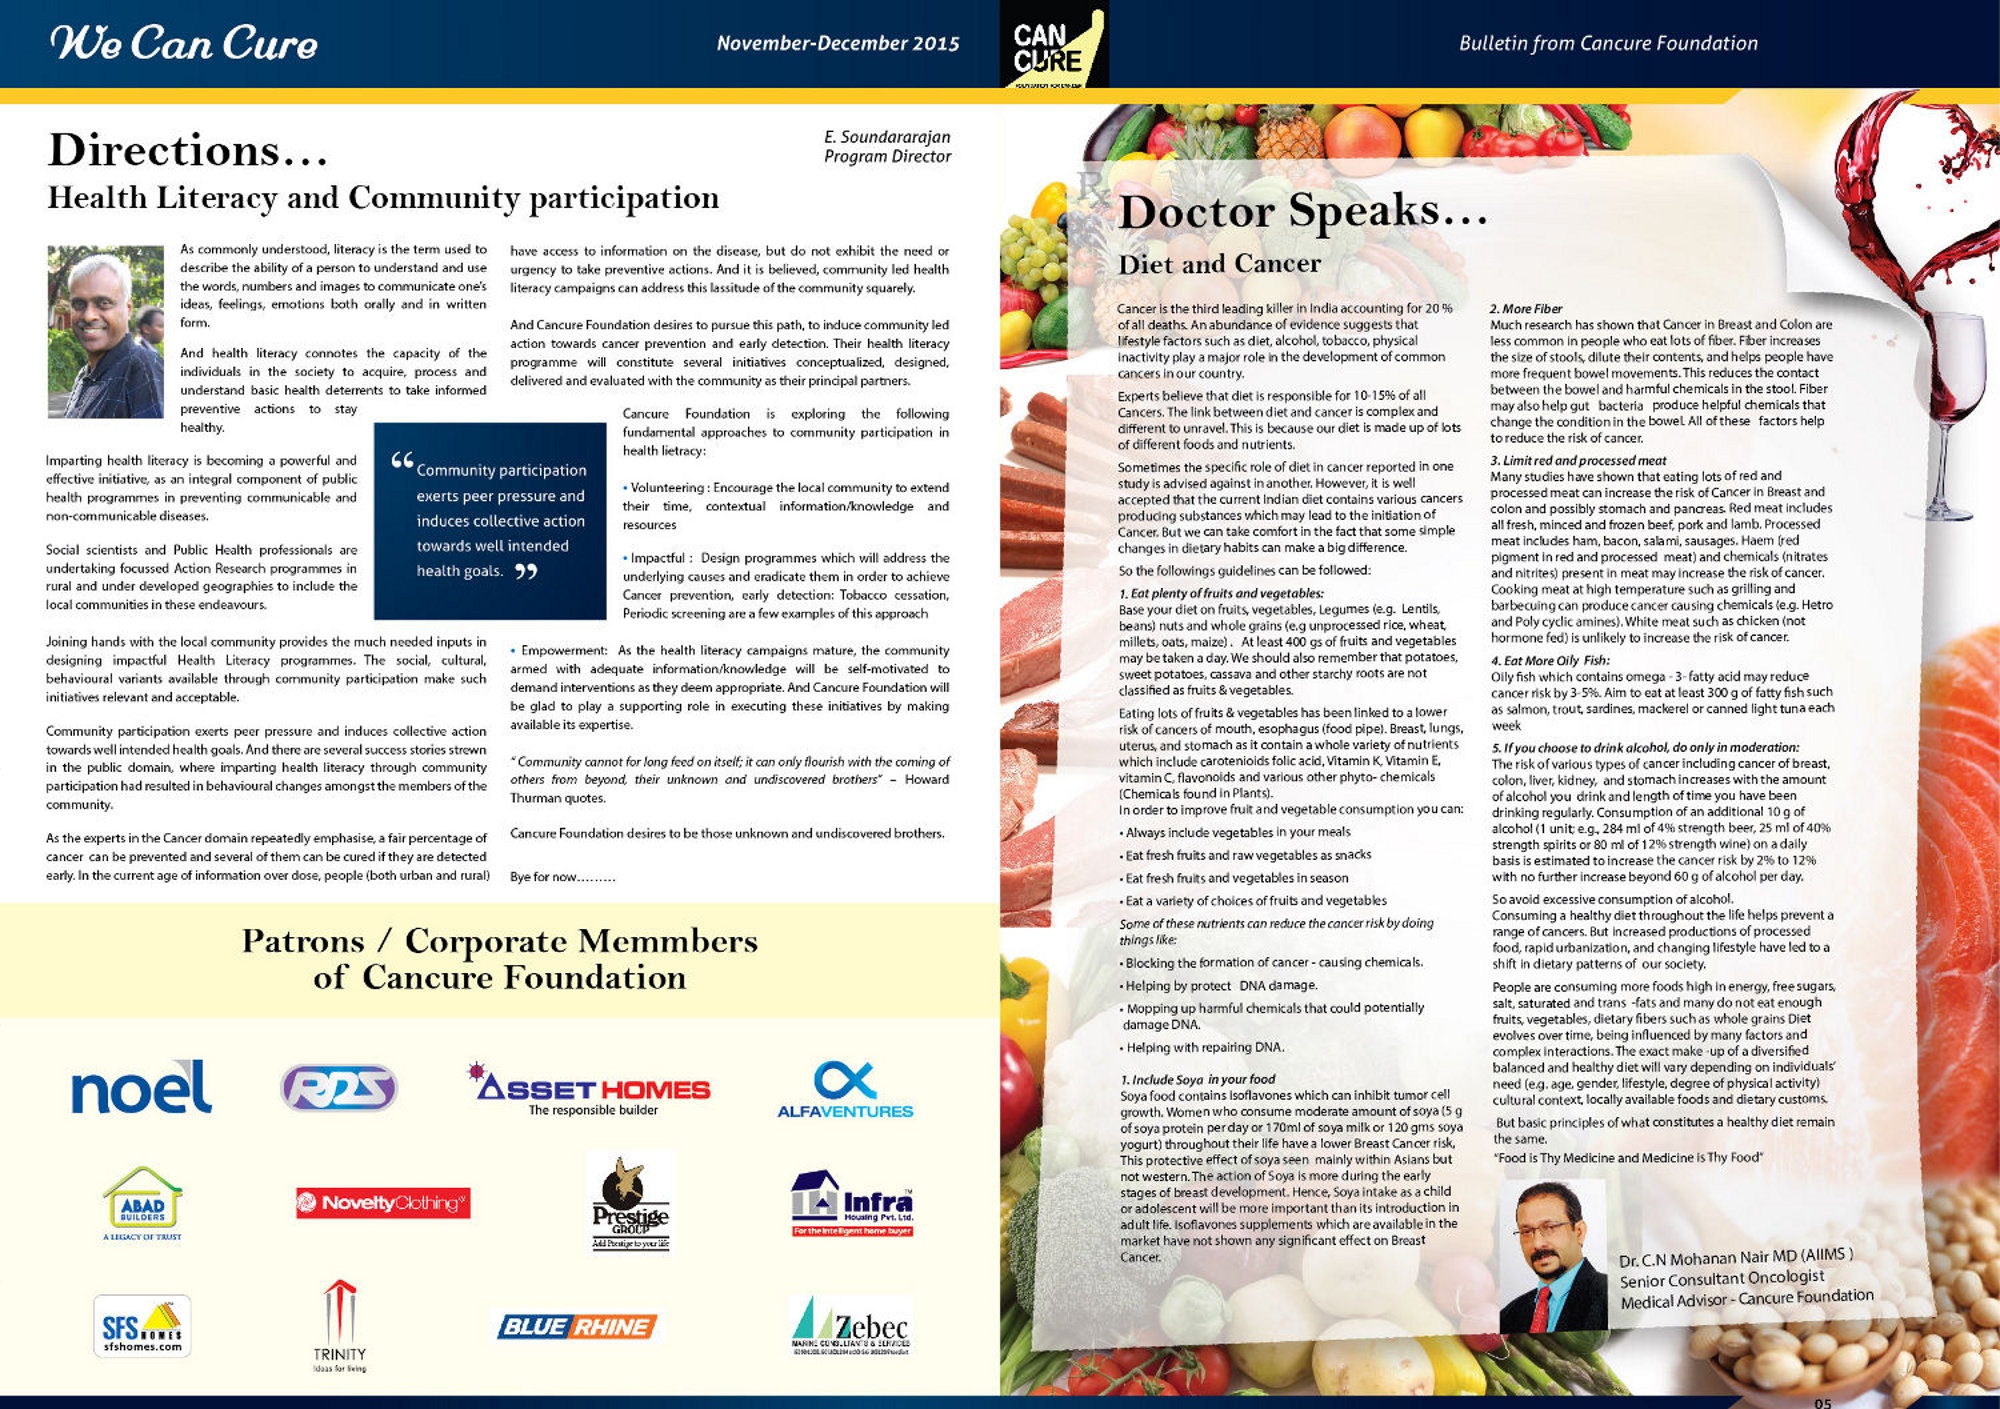 We Can Cure
November-December 2015
CAN
CURE
Bulletin from Cancure Foundation
Directions...
E. Soundararajan
Program Director
Health Literacy and Community participation
As commonly understood, literacy is the term used to
describe the ability of a person to understand and use
the words, numbers and images to communicate one's
ideas, feelings, emotions both orally and in written
form.
And health literacy connotes the capacity of the
individuals in the society to acquire, process and
understand basic health deterrents to take informed
preventive actions to stay
healthy.
Imparting health literacy is becoming a powerful and
effective initiative, as an integral component of public
health programmes in preventing communicable and
non-communicable diseases.
Social scientists and Public Health professionals are
undertaking focussed Action Research programmes in
rural and under developed geographies to include the
local communities in these endeavours.
Joining hands with the local community provides the much needed inputs in
designing impactful Health Literacy programmes. The social, cultural,
behavioural variants available through community participation make such
initiatives relevant and acceptable.
Community participation exerts peer pressure and induces collective action
towards well intended health goals. And there are several success stories strewn
in the public domain, where imparting health literacy through community
participation had resulted in behavioural changes amongst the members of the
community.
As the experts in the Cancer domain repeatedly emphasise, a fair percentage of
cancer can be prevented and several of them can be cured if they are detected
early. In the current age of information over dose, people (both urban and rural)
“ Community participation
exerts peer pressure and
induces collective action
towards well intended
health goals. ”
have access to information on the disease, but do not exhibit the need or
urgency to take preventive actions. And it is believed, community led health
literacy campaigns can address this lassitude of the community squarely.
And Cancure Foundation desires to pursue this path, to induce community led
action towards cancer prevention and early detection. Their health literacy
programme will constitute several initiatives conceptualized, designed,
delivered and evaluated with the community as their principal partners.
Cancure Foundation is exploring the following
fundamental approaches to community participation in
health lietracy:
• Volunteering : Encourage the local community to extend
their time, contextual information/knowledge and
resources
• Impactful : Design programmes which will address the
underlying causes and eradicate them in order to achieve
Cancer prevention, early detection: Tobacco cessation,
Periodic screening are a few examples of this approach
• Empowerment: As the health literacy campaigns mature, the community
armed with adequate information/knowledge will be self-motivated to
demand interventions as they deem appropriate. And Cancure Foundation will
be glad to play a supporting role in executing these initiatives by making
available its expertise.
“ Community cannot for long feed on itself; it can only flourish with the coming of
others from beyond, their unknown and undiscovered brothers” – Howard
Thurman quotes.
Cancure Foundation desires to be those unknown and undiscovered brothers.
Bye for now.........
Patrons / Corporate Memmbers
of Cancure Foundation
noel
RDS
ASSET HOMES
The responsible builder
ALFAVENTURES
ABAD
BUILDERS
A LEGACY OF TRUST
NoveltyClothing
Prestige
GROUP
Add Prestige to your life
Infra
Housing Pvt. Ltd.
For the intelligent home buyer
SFS HOMES
sfshomes.com
TRINITY
Ideas for living
BLUE RHINE
Zebec
MARINE CONSULTANTS & SERVICES
Doctor Speaks...
Diet and Cancer
Cancer is the third leading killer in India accounting for 20 %
of all deaths. An abundance of evidence suggests that
lifestyle factors such as diet, alcohol, tobacco, physical
inactivity play a major role in the development of common
cancers in our country.
Experts believe that diet is responsible for 10-15% of all
Cancers. The link between diet and cancer is complex and
different to unravel. This is because our diet is made up of lots
of different foods and nutrients.
Sometimes the specific role of diet in cancer reported in one
study is advised against in another. However, it is well
accepted that the current Indian diet contains various cancers
producing substances which may lead to the initiation of
Cancer. But we can take comfort in the fact that some simple
changes in dietary habits can make a big difference.
So the followings guidelines can be followed:
1. Eat plenty of fruits and vegetables:
Base your diet on fruits, vegetables, Legumes (e.g. Lentils,
beans) nuts and whole grains (e.g unprocessed rice, wheat,
millets, oats, maize) . At least 400 gs of fruits and vegetables
may be taken a day. We should also remember that potatoes,
sweet potatoes, cassava and other starchy roots are not
classified as fruits & vegetables.
Eating lots of fruits & vegetables has been linked to a lower
risk of cancers of mouth, esophagus (food pipe). Breast, lungs,
uterus, and stomach as it contain a whole variety of nutrients
which include carotenioids folic acid, Vitamin K, Vitamin E,
vitamin C, flavonoids and various other phyto- chemicals
(Chemicals found in Plants).
In order to improve fruit and vegetable consumption you can:
• Always include vegetables in your meals
• Eat fresh fruits and raw vegetables as snacks
• Eat fresh fruits and vegetables in season
• Eat a variety of choices of fruits and vegetables
Some of these nutrients can reduce the cancer risk by doing
things like:
• Blocking the formation of cancer - causing chemicals.
• Helping by protect DNA damage.
• Mopping up harmful chemicals that could potentially
damage DNA.
• Helping with repairing DNA.
1. Include Soya in your food
Soya food contains Isoflavones which can inhibit tumor cell
growth. Women who consume moderate amount of soya (5 g
of soya protein per day or 170ml of soya milk or 120 gms soya
yogurt) throughout their life have a lower Breast Cancer risk,
This protective effect of soya seen mainly within Asians but
not western. The action of Soya is more during the early
stages of breast development. Hence, Soya intake as a child
or adolescent will be more important than its introduction in
adult life. Isoflavones supplements which are available in the
market have not shown any significant effect on Breast
Cancer.
2. More Fiber
Much research has shown that Cancer in Breast and Colon are
less common in people who eat lots of fiber. Fiber increases
the size of stools, dilute their contents, and helps people have
more frequent bowel movements. This reduces the contact
between the bowel and harmful chemicals in the stool. Fiber
may also help gut bacteria produce helpful chemicals that
change the condition in the bowel. All of these factors help
to reduce the risk of cancer.
3. Limit red and processed meat
Many studies have shown that eating lots of red and
processed meat can increase the risk of Cancer in Breast and
colon and possibly stomach and pancreas. Red meat includes
all fresh, minced and frozen beef, pork and lamb. Processed
meat includes ham, bacon, salami, sausages. Haem (red
pigment in red and processed meat) and chemicals (nitrates
and nitrites) present in meat may increase the risk of cancer.
Cooking meat at high temperature such as grilling and
barbecuing can produce cancer causing chemicals (e.g. Hetro
and Poly cyclic amines). White meat such as chicken (not
hormone fed) is unlikely to increase the risk of cancer.
4. Eat More Oily Fish:
Oily fish which contains omega - 3- fatty acid may reduce
cancer risk by 3-5%. Aim to eat at least 300 g of fatty fish such
as salmon, trout, sardines, mackerel or canned light tuna each
week
5. If you choose to drink alcohol, do only in moderation:
The risk of various types of cancer including cancer of breast,
colon, liver, kidney, and stomach increases with the amount
of alcohol you drink and length of time you have been
drinking regularly. Consumption of an additional 10 g of
alcohol (1 unit; e.g., 284 ml of 4% strength beer, 25 ml of 40%
strength spirits or 80 ml of 12% strength wine) on a daily
basis is estimated to increase the cancer risk by 2% to 12%
with no further increase beyond 60 g of alcohol per day.
So avoid excessive consumption of alcohol.
Consuming a healthy diet throughout the life helps prevent a
range of cancers. But increased productions of processed
food, rapid urbanization, and changing lifestyle have led to a
shift in dietary patterns of our society.
People are consuming more foods high in energy, free sugars,
salt, saturated and trans -fats and many do not eat enough
fruits, vegetables, dietary fibers such as whole grains Diet
evolves over time, being influenced by many factors and
complex interactions. The exact make -up of a diversified
balanced and healthy diet will vary depending on individuals'
need (e.g. age, gender, lifestyle, degree of physical activity)
cultural context, locally available foods and dietary customs.
But basic principles of what constitutes a healthy diet remain
the same.
“Food is Thy Medicine and Medicine is Thy Food”
Dr. C.N Mohanan Nair MD (AIIMS )
Senior Consultant Oncologist
Medical Advisor - Cancure Foundation
05